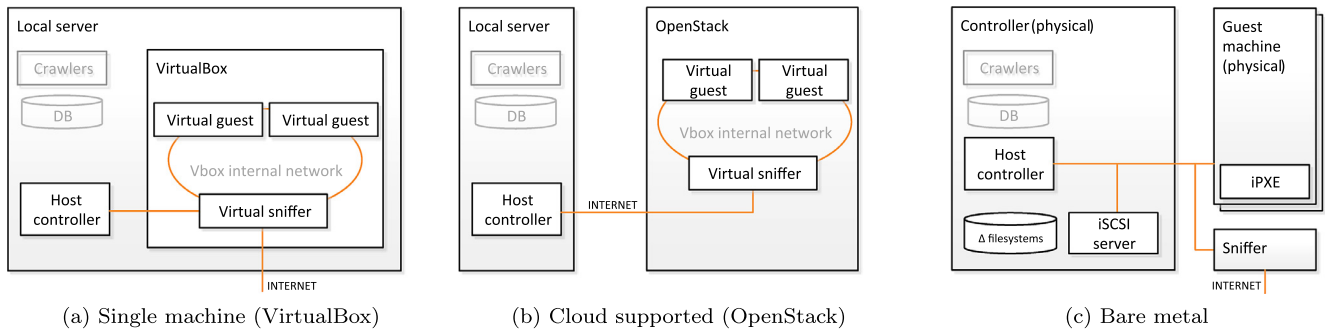 Local server
Crawlers
DB
VirtualBox
Virtual guest
Virtual guest
Vbox internal network
Host
controller
Virtual sniffer
INTERNET
(a) Single machine (VirtualBox)
Local server
Crawlers
DB
Host
controller
INTERNET
OpenStack
Virtual
guest
Virtual
guest
Vbox internal network
Virtual sniffer
(b) Cloud supported (OpenStack)
Controller (physical)
Crawlers
DB
Host
controller
Δ filesystems
iSCSI
server
Guest
machine
(physical)
iPXE
Sniffer
INTERNET
(c) Bare metal